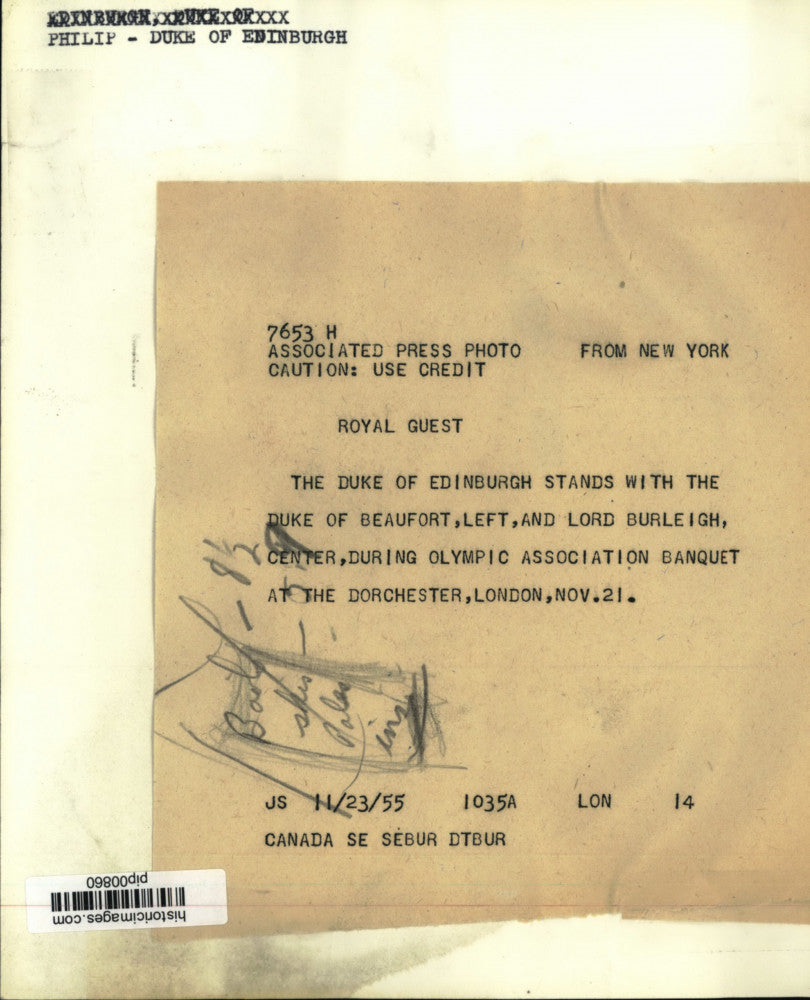 PHILIP - DUKE OF EDINBURGH
7653 H
ASSOCIATED PRESS PHOTO FROM NEW YORK
CAUTION: USE CREDIT
ROYAL GUEST
THE DUKE OF EDINBURGH STANDS WITH THE
DUKE OF BEAUFORT,LEFT,AND LORD BURLEIGH,
CENTER,DURING OLYMPIC ASSOCIATION BANQUET
AT THE DORCHESTER,LONDON,NOV.21.
JS 11/23/55 1035A LON 14
CANADA SE SEBUR DTBUR
historicimages.com
pip00860